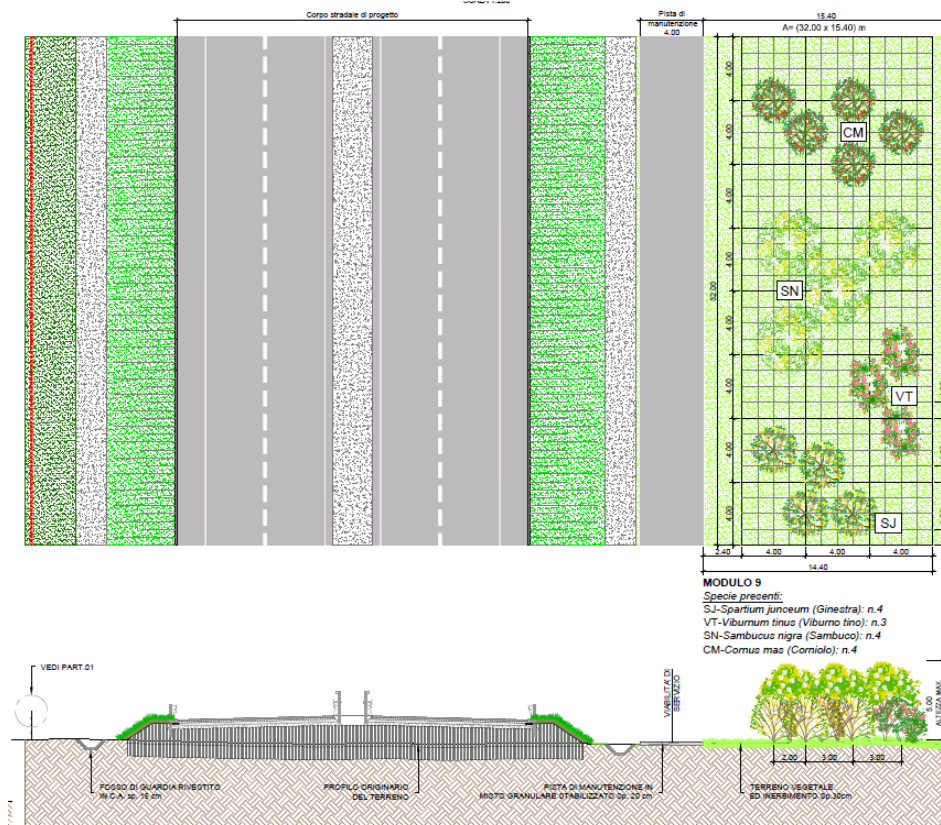 Corpo stradale di progetto
Pista di
manutenzione
4.00
15.40
A= (32.00 x 15.40) m
4.00
4.00
4.00
4.00
4.00
4.00
4.00
4.00
32.00
CM
SN
VT
SJ
2.40
4.00
4.00
4.00
14.40
MODULO 9
Specie presenti:
SJ-Spartium junceum (Ginestra): n.4
VT-Viburnum tinus (Viburno tino): n.3
SN-Sambucus nigra (Sambuco): n.4
CM-Cornus mas (Corniolo): n.4
VEDI PART.01
VIABILITA' DI
SERVIZIO
5.00
ALTEZZA MAX
2.00
3.00
3.00
FOSSO DI GUARDIA RIVESTITO
IN C.A. sp. 15 cm
PROFILO ORIGINARIO
DEL TERRENO
PISTA DI MANUTENZIONE IN
MISTO GRANULARE STABILIZZATO Sp. 20 cm
TERRENO VEGETALE
ED INERBIMENTO Sp.30cm